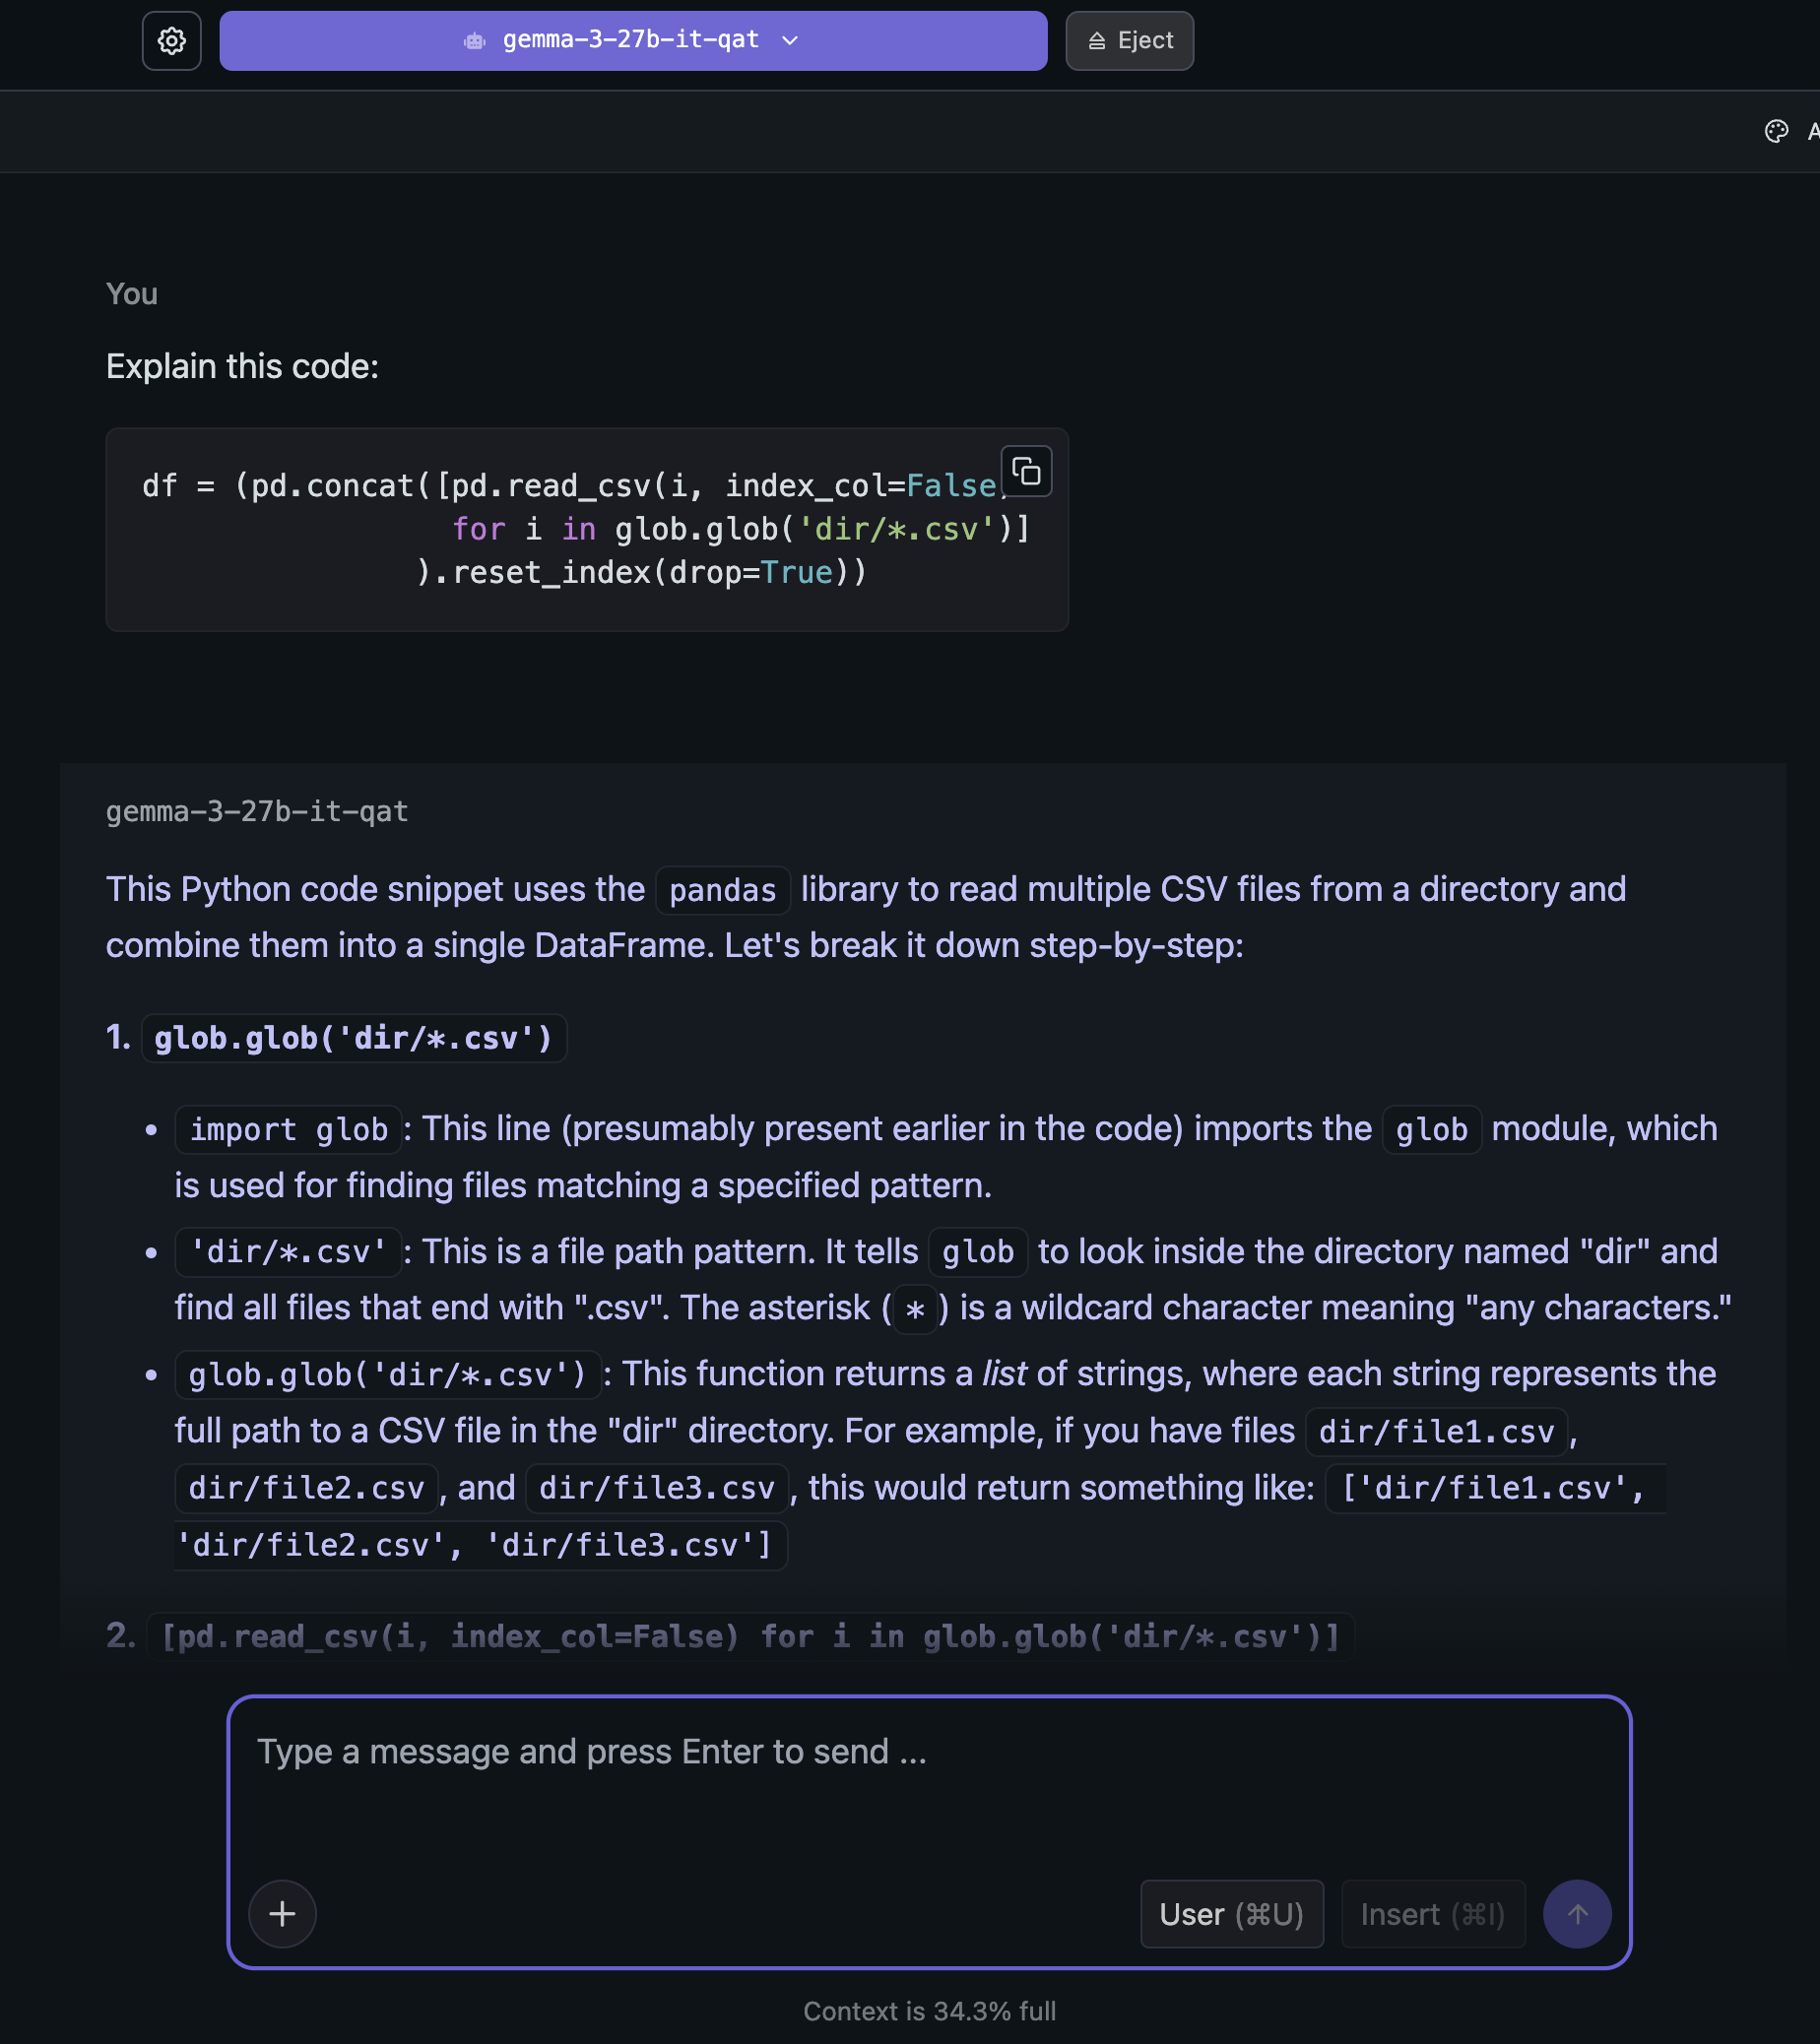 gemma-3-27b-it-qat
Eject
You
Explain this code:
df = (pd.concat([pd.read_csv(i, index_col=False
for i in glob.glob('dir/*.csv')]
).reset_index(drop=True))
gemma-3-27b-it-qat
This Python code snippet uses the pandas library to read multiple CSV files from a directory and
combine them into a single DataFrame. Let's break it down step-by-step:
1. glob.glob('dir/*.csv')
• import glob: This line (presumably present earlier in the code) imports the glob module, which
is used for finding files matching a specified pattern.
• 'dir/*.csv': This is a file path pattern. It tells glob to look inside the directory named "dir" and
find all files that end with ".csv". The asterisk (*) is a wildcard character meaning "any characters."
• glob.glob('dir/*.csv'): This function returns a list of strings, where each string represents the
full path to a CSV file in the "dir" directory. For example, if you have files dir/file1.csv,
dir/file2.csv, and dir/file3.csv, this would return something like: ['dir/file1.csv',
'dir/file2.csv', 'dir/file3.csv']
2. [pd.read_csv(i, index_col=False) for i in glob.glob('dir/*.csv')]
Type a message and press Enter to send ...
User (⌘U)
Insert (⌘I)
Context is 34.3% full